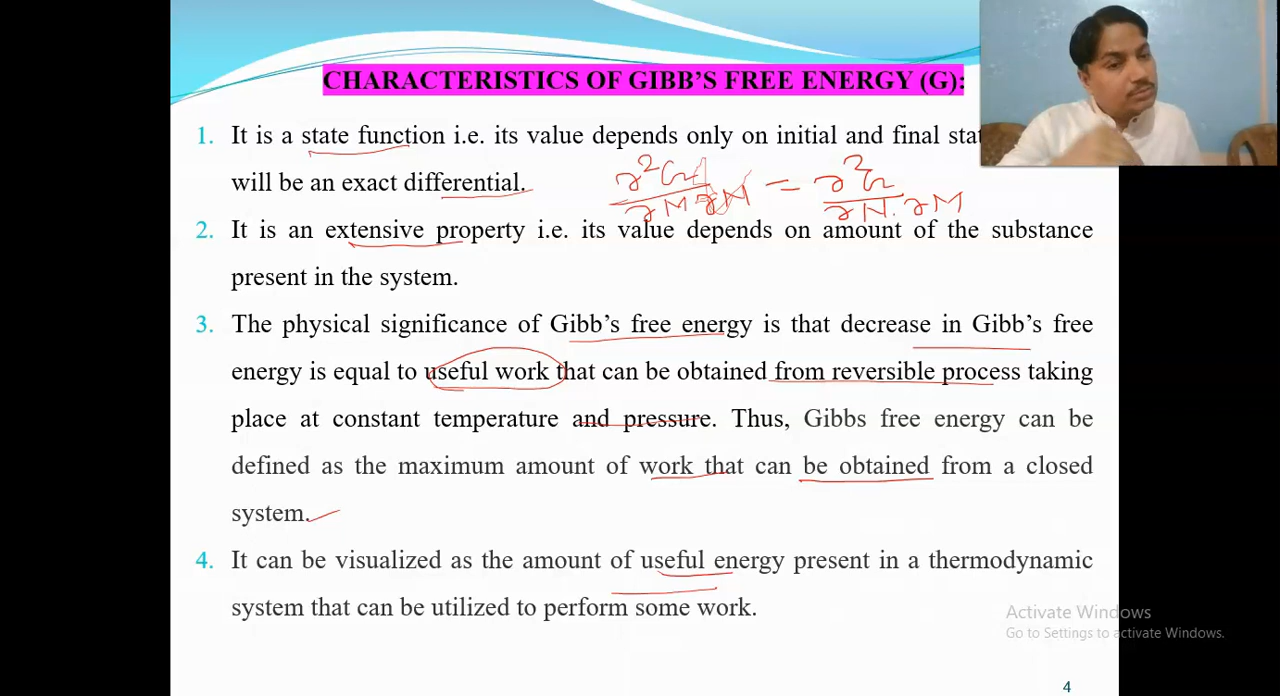 CHARACTERISTICS OF GIBB'S FREE ENERGY (G):
1. It is a state function i.e. its value depends only on initial and final stat
will be an exact differential.
∂²G / ∂M ∂N = ∂²G / ∂N. ∂M
2. It is an extensive property i.e. its value depends on amount of the substance
present in the system.
3. The physical significance of Gibb's free energy is that decrease in Gibb's free
energy is equal to useful work that can be obtained from reversible process taking
place at constant temperature and pressure. Thus, Gibbs free energy can be
defined as the maximum amount of work that can be obtained from a closed
system.
4. It can be visualized as the amount of useful energy present in a thermodynamic
system that can be utilized to perform some work.
Activate Windows
Go to Settings to activate Windows.
4